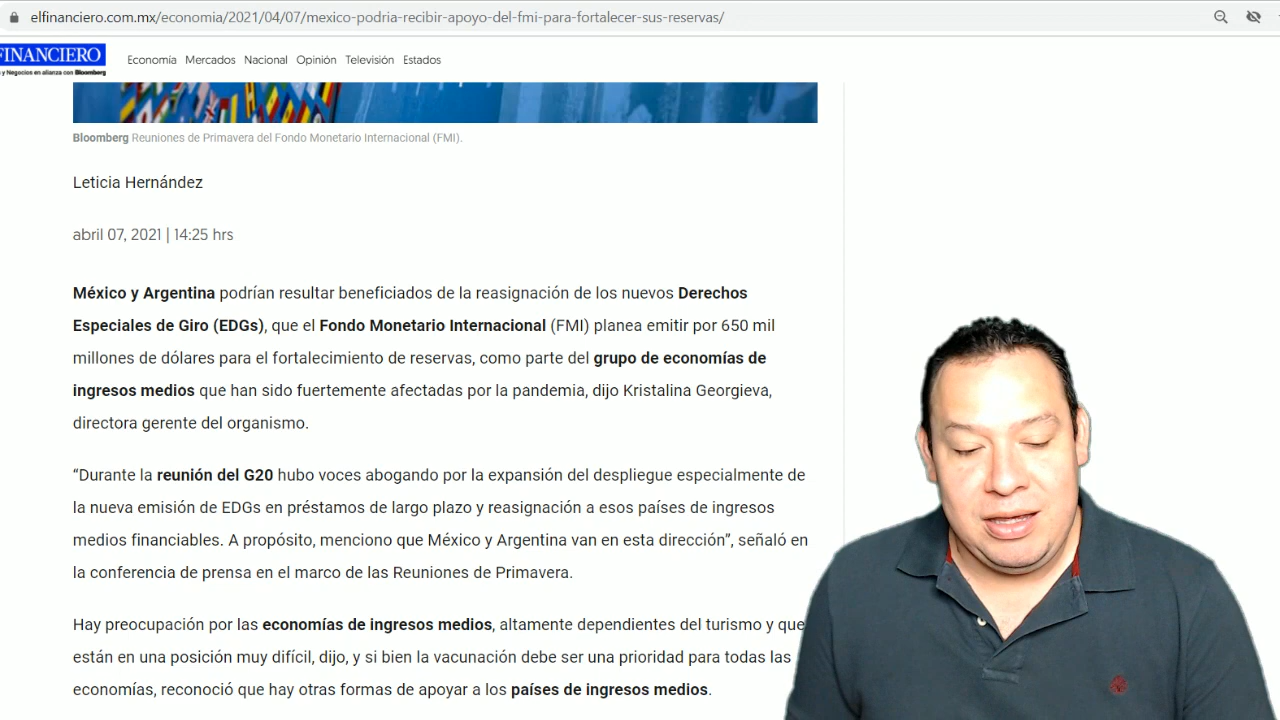 elfinanciero.com.mx/economia/2021/04/07/mexico-podria-recibir-apoyo-del-fmi-para-fortalecer-sus-reservas/
FINANCIERO
y Negocios en alianza con Bloomberg
Economía Mercados Nacional Opinión Televisión Estados
Bloomberg Reuniones de Primavera del Fondo Monetario Internacional (FMI).
Leticia Hernández
abril 07, 2021 | 14:25 hrs
México y Argentina podrían resultar beneficiados de la reasignación de los nuevos Derechos
Especiales de Giro (EDGs), que el Fondo Monetario Internacional (FMI) planea emitir por 650 mil
millones de dólares para el fortalecimiento de reservas, como parte del grupo de economías de
ingresos medios que han sido fuertemente afectadas por la pandemia, dijo Kristalina Georgieva,
directora gerente del organismo.
“Durante la reunión del G20 hubo voces abogando por la expansión del despliegue especialmente de
la nueva emisión de EDGs en préstamos de largo plazo y reasignación a esos países de ingresos
medios financiables. A propósito, menciono que México y Argentina van en esta dirección”, señaló en
la conferencia de prensa en el marco de las Reuniones de Primavera.
Hay preocupación por las economías de ingresos medios, altamente dependientes del turismo y que
están en una posición muy difícil, dijo, y si bien la vacunación debe ser una prioridad para todas las
economías, reconoció que hay otras formas de apoyar a los países de ingresos medios.